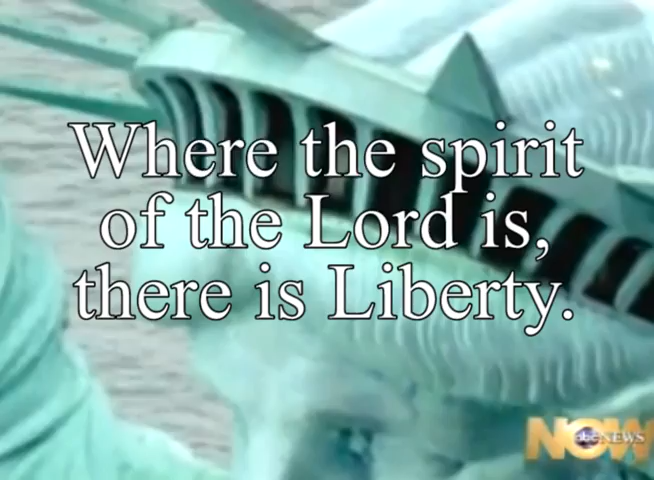 Where the spirit
of the Lord is,
there is Liberty.
NOW
abc NEWS